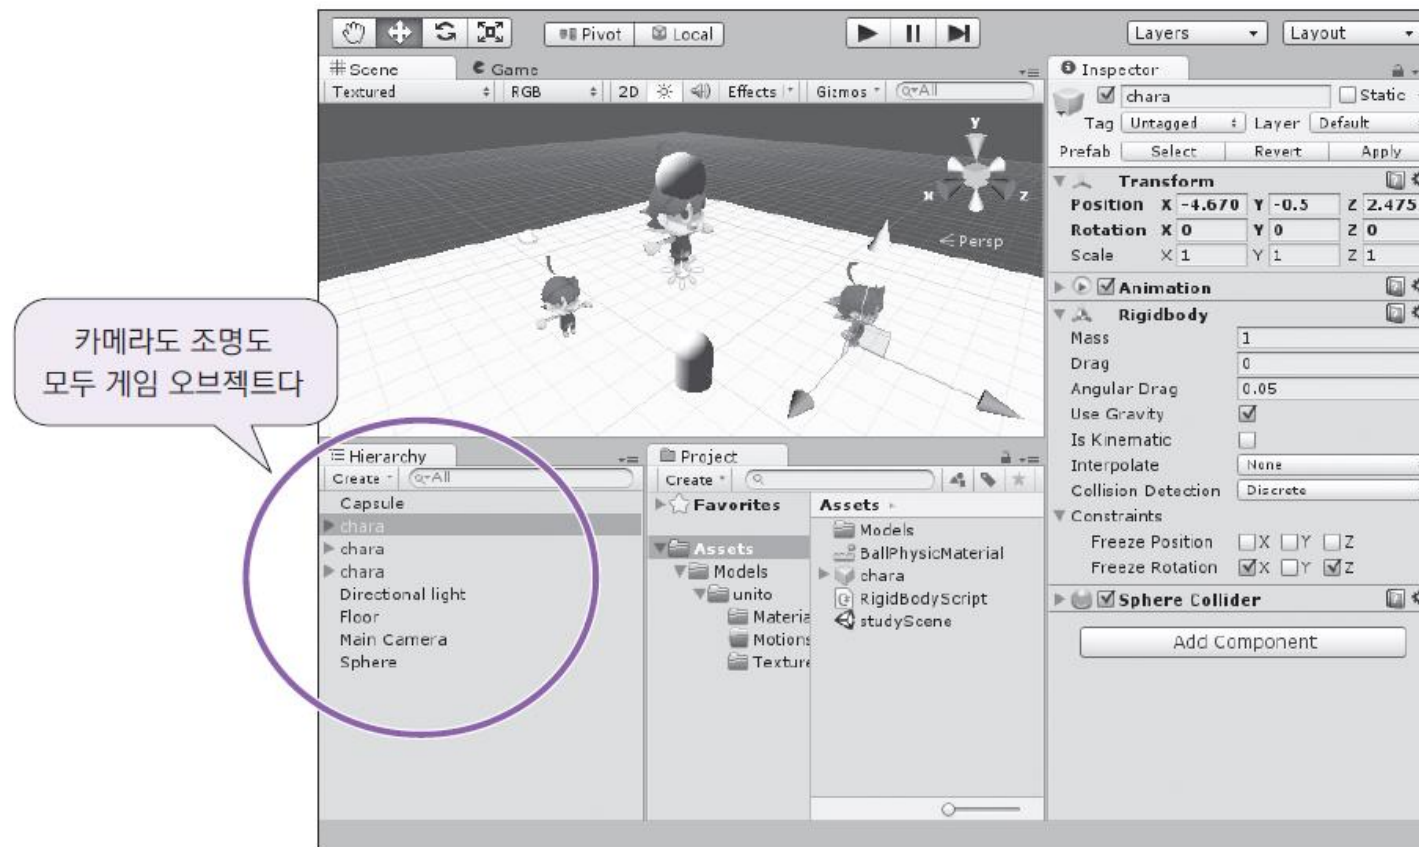 카메라도 조명도
모두 게임 오브젝트다
Pivot Local Layers Layout
Scene Game
Textured RGB 2D Effects Gizmos All
y
x z
Persp
Hierarchy
Create All
Capsule
chara
chara
chara
Directional light
Floor
Main Camera
Sphere
Project
Create
Favorites
Assets
Models
unito
Materia
Motions
Texture
Assets
Models
BallPhysicMaterial
chara
RigidBodyScript
studyScene
Inspector
chara Static
Tag Untagged Layer Default
Prefab Select Revert Apply
Transform
Position X -4.670 Y -0.5 Z 2.475
Rotation X 0 Y 0 Z 0
Scale X 1 Y 1 Z 1
Animation
Rigidbody
Mass 1
Drag 0
Angular Drag 0.05
Use Gravity
Is Kinematic
Interpolate None
Collision Detection Discrete
Constraints
Freeze Position X Y Z
Freeze Rotation X Y Z
Sphere Collider
Add Component